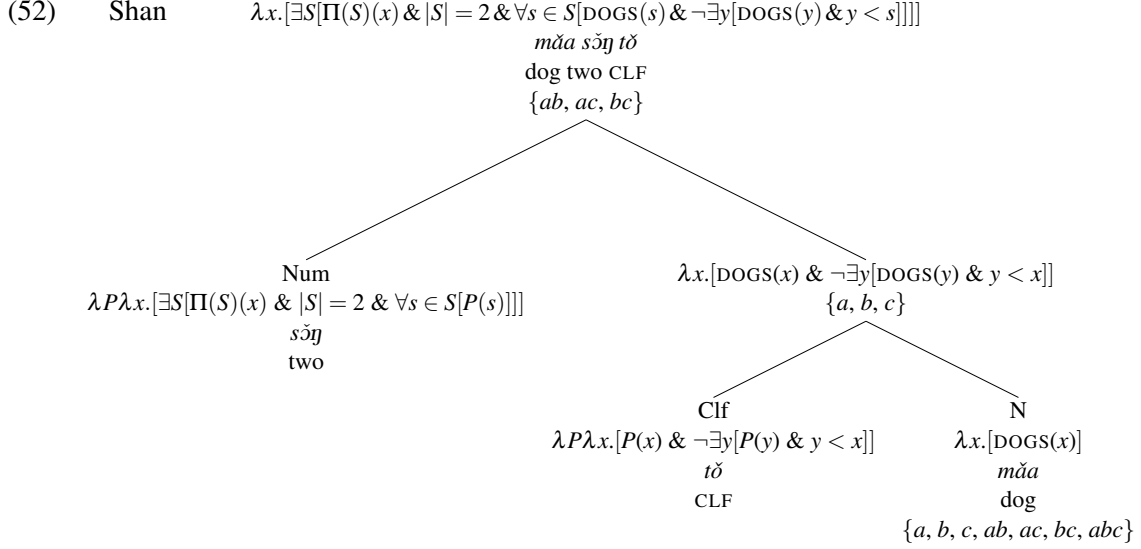 (52) Shan λx.[∃S[Π(S)(x) & |S| = 2 & ∀s ∈ S[DOGS(s) & ¬∃y[DOGS(y) & y < s]]]]
mǎa sɔ̌ŋ tǒ
dog two CLF
{ab, ac, bc}
Num
λPλx.[∃S[Π(S)(x) & |S| = 2 & ∀s ∈ S[P(s)]]]
sɔ̌ŋ
two
λx.[DOGS(x) & ¬∃y[DOGS(y) & y < x]]
{a, b, c}
Clf
λPλx.[P(x) & ¬∃y[P(y) & y < x]]
tǒ
CLF
N
λx.[DOGS(x)]
mǎa
dog
{a, b, c, ab, ac, bc, abc}